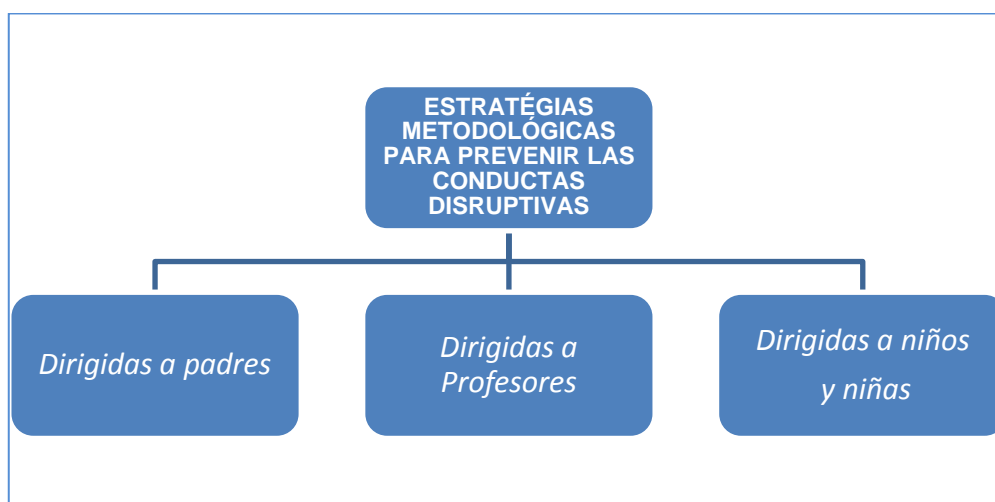 ESTRATÉGIAS
METODOLÓGICAS
PARA PREVENIR LAS
CONDUCTAS
DISRUPTIVAS
Dirigidas a padres
Dirigidas a
Profesores
Dirigidas a niños
y niñas